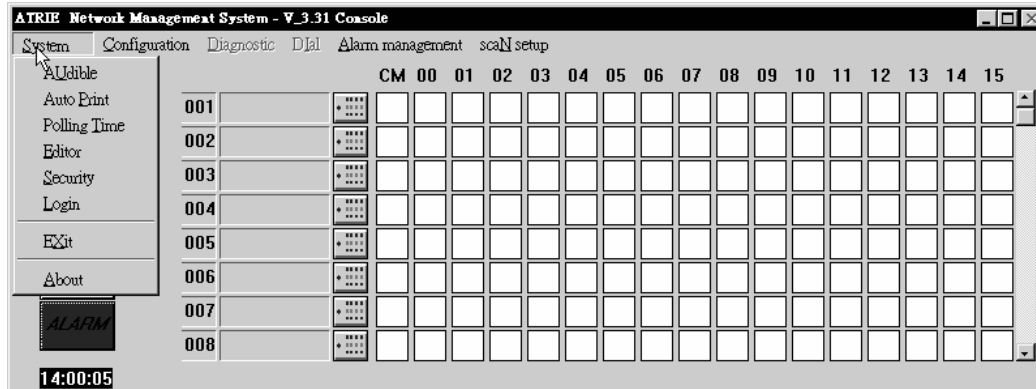 ATRIE Network Management System - V_3.31 Console
System Configuration Diagnostic DIal Alarm management scaN setup
AUdible
Auto Print
Polling Time
Editor
Security
Login
EXit
About
CM 00 01 02 03 04 05 06 07 08 09 10 11 12 13 14 15
001
002
003
004
005
006
007
008
ALARM
14:00:05